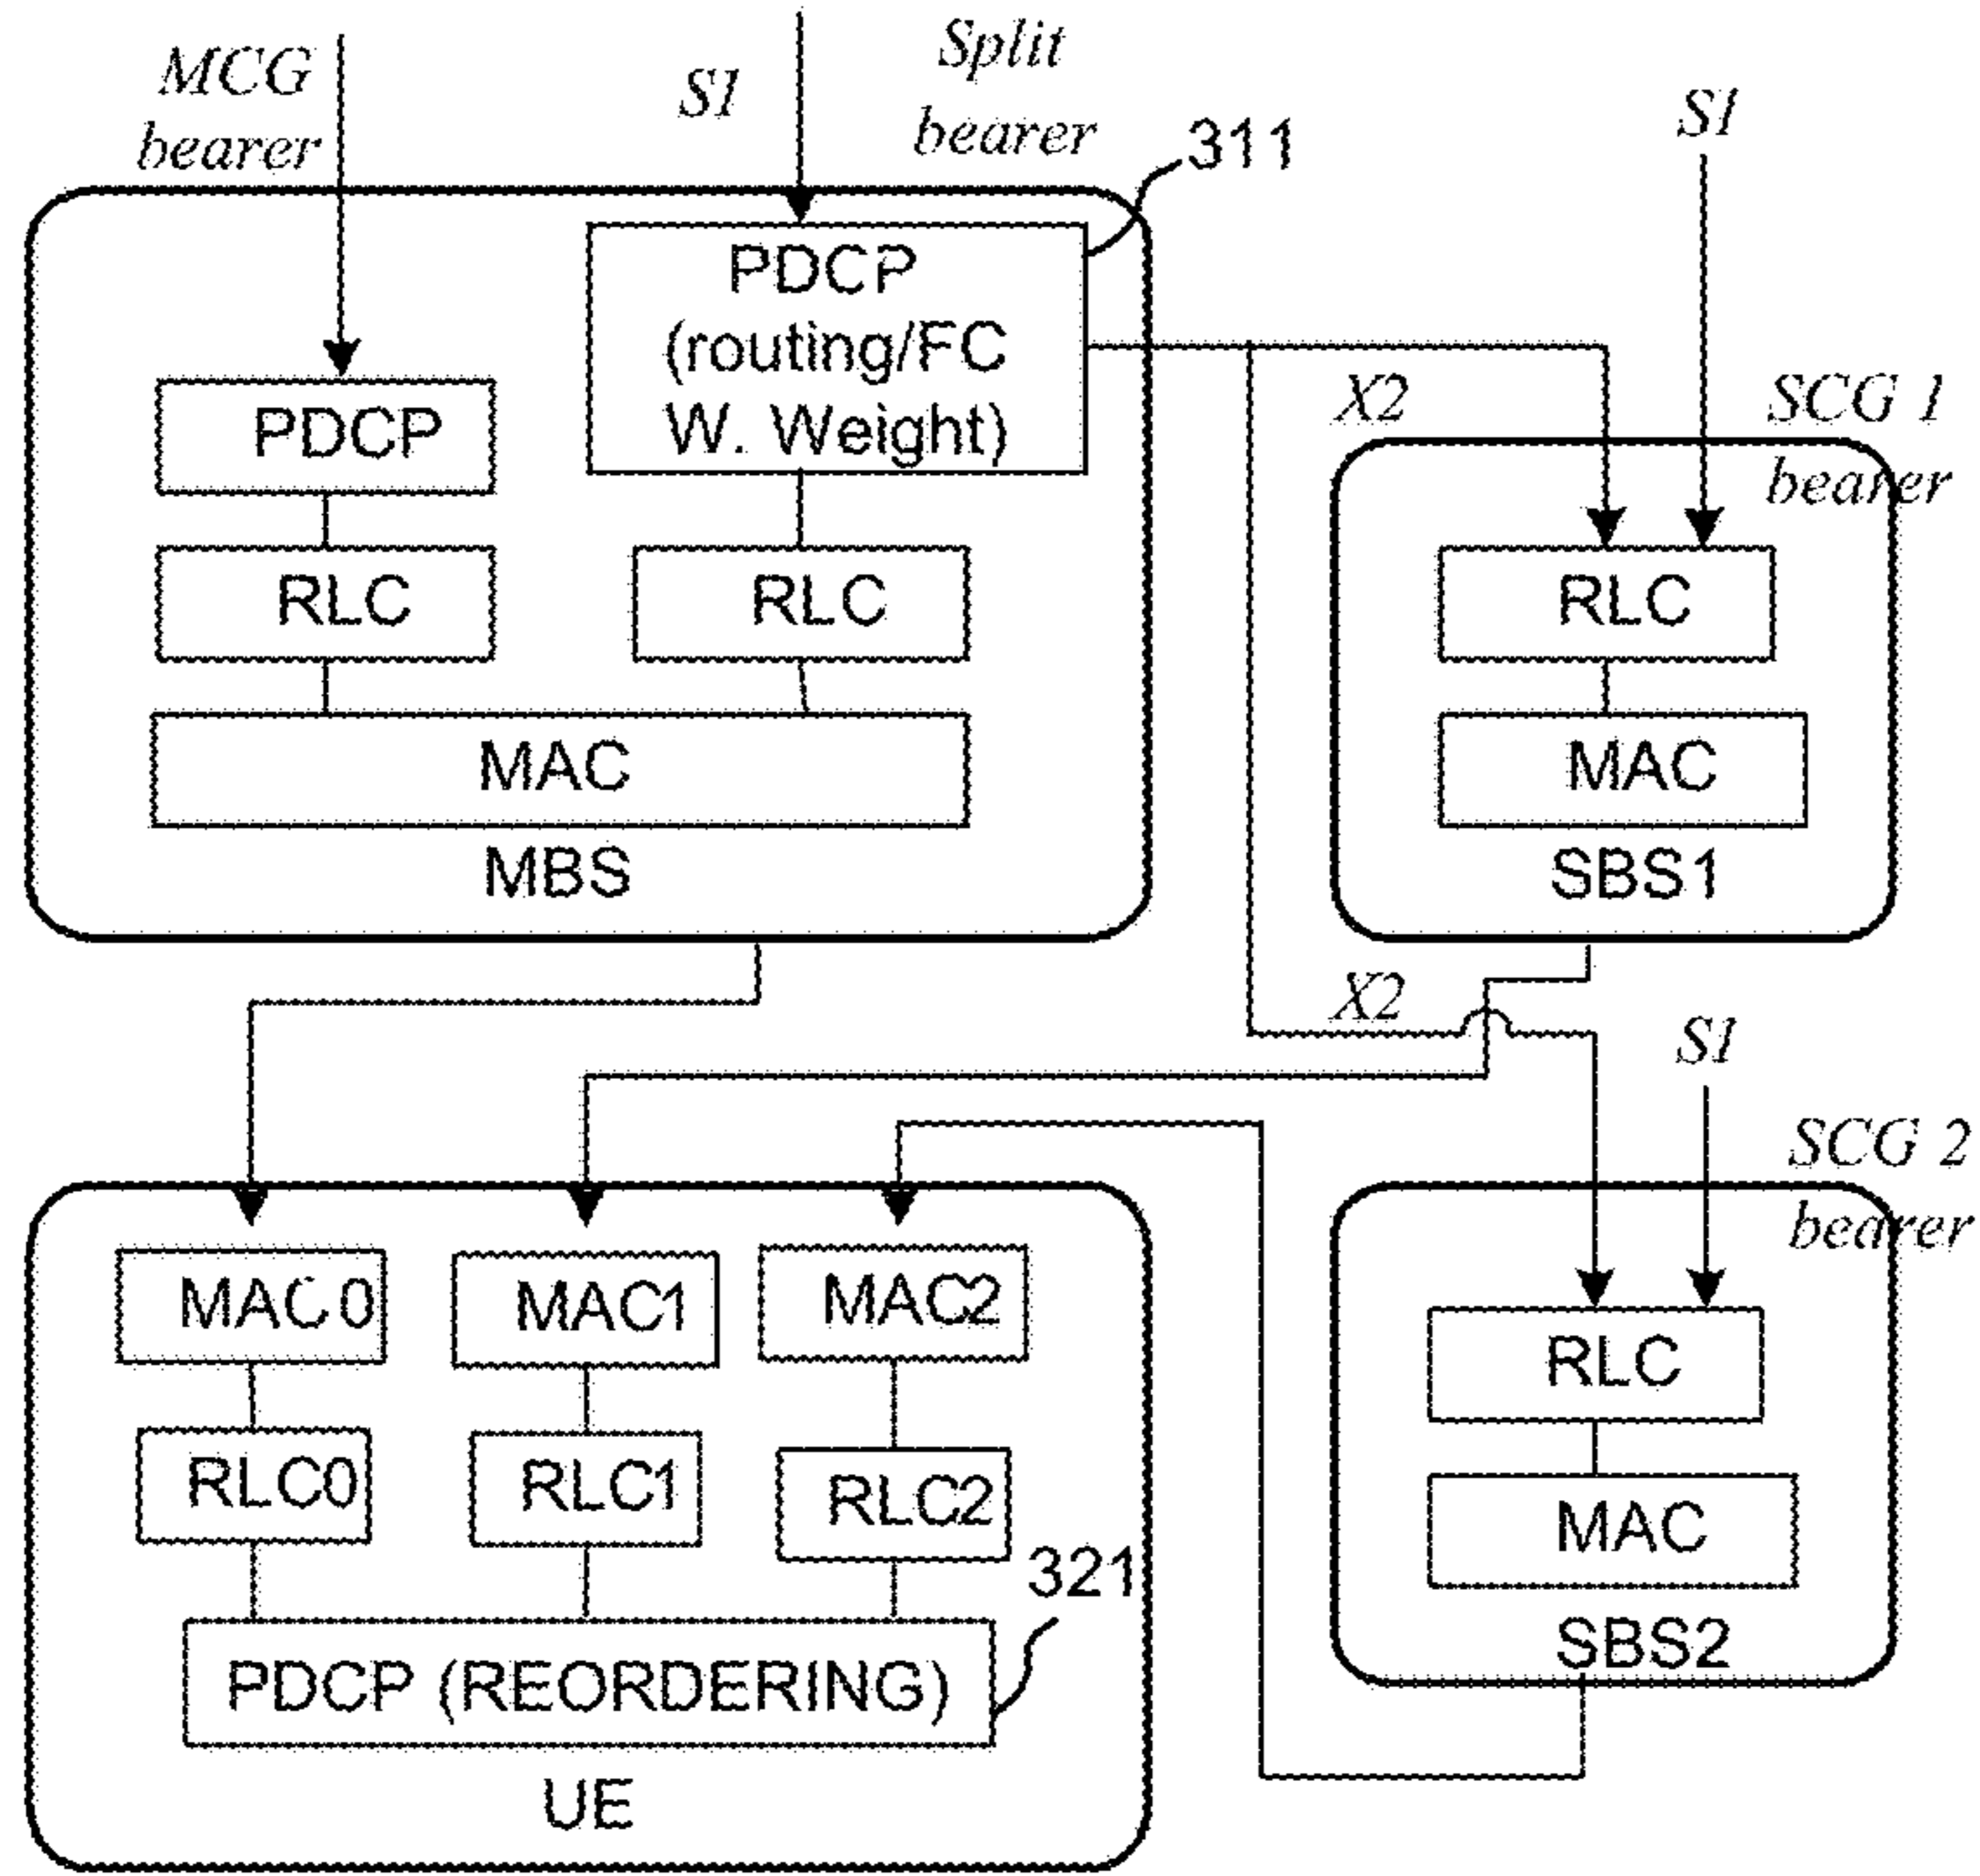 MCG
bearer
S1
Split
bearer
311
S1
PDCP
(routing/FC
W. Weight)
PDCP
X2
SCG 1
bearer
RLC
RLC
RLC
MAC
MAC
MBS
SBS1
X2
S1
SCG 2
bearer
MAC0
MAC1
MAC2
RLC
RLC0
RLC1
RLC2
MAC
321
SBS2
PDCP (REORDERING)
UE